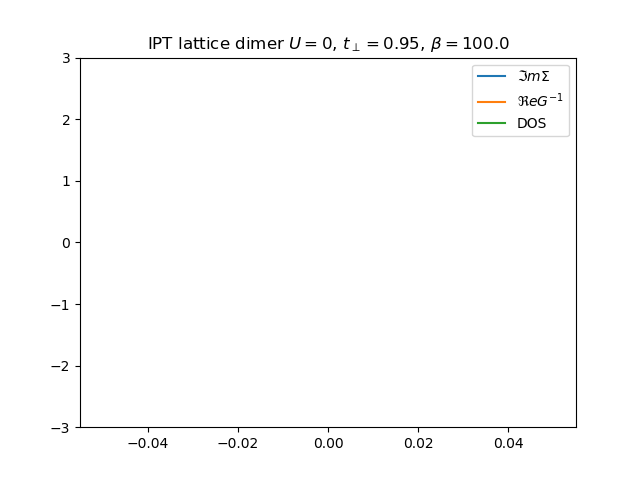 IPT lattice dimer U = 0, t⊥ = 0.95, β = 100.0
ℑmΣ
ℜeG⁻¹
DOS
3
2
1
0
−1
−2
−3
−0.04 −0.02 0.00 0.02 0.04